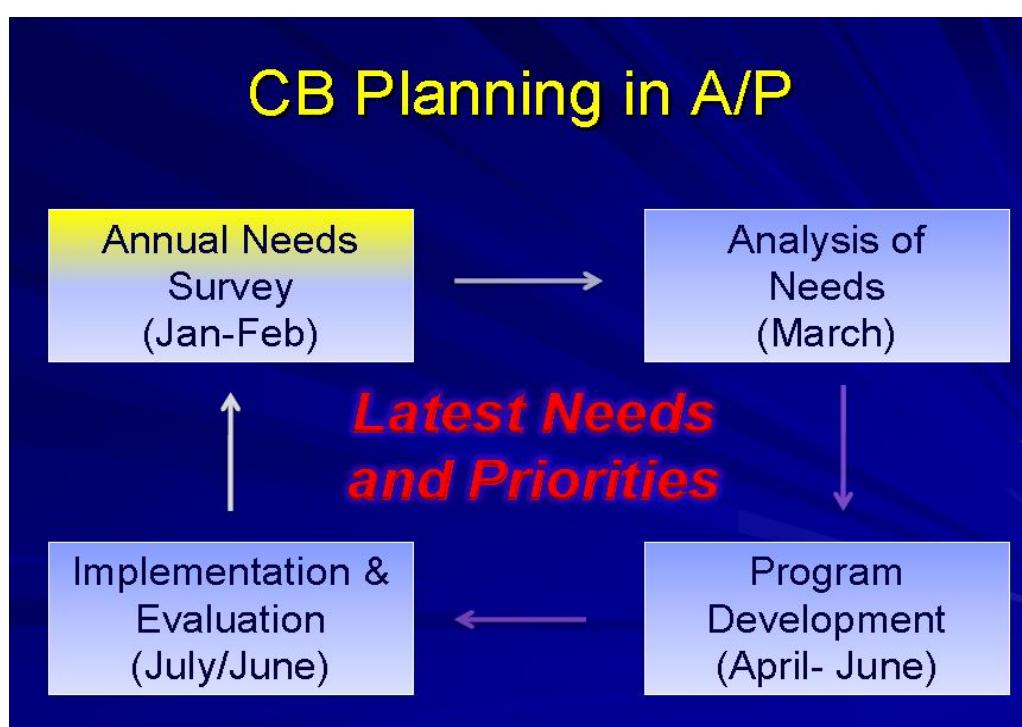 CB Planning in A/P
Annual Needs
Survey
(Jan-Feb)
Analysis of
Needs
(March)
Latest Needs
and Priorities
Implementation &
Evaluation
(July/June)
Program
Development
(April- June)